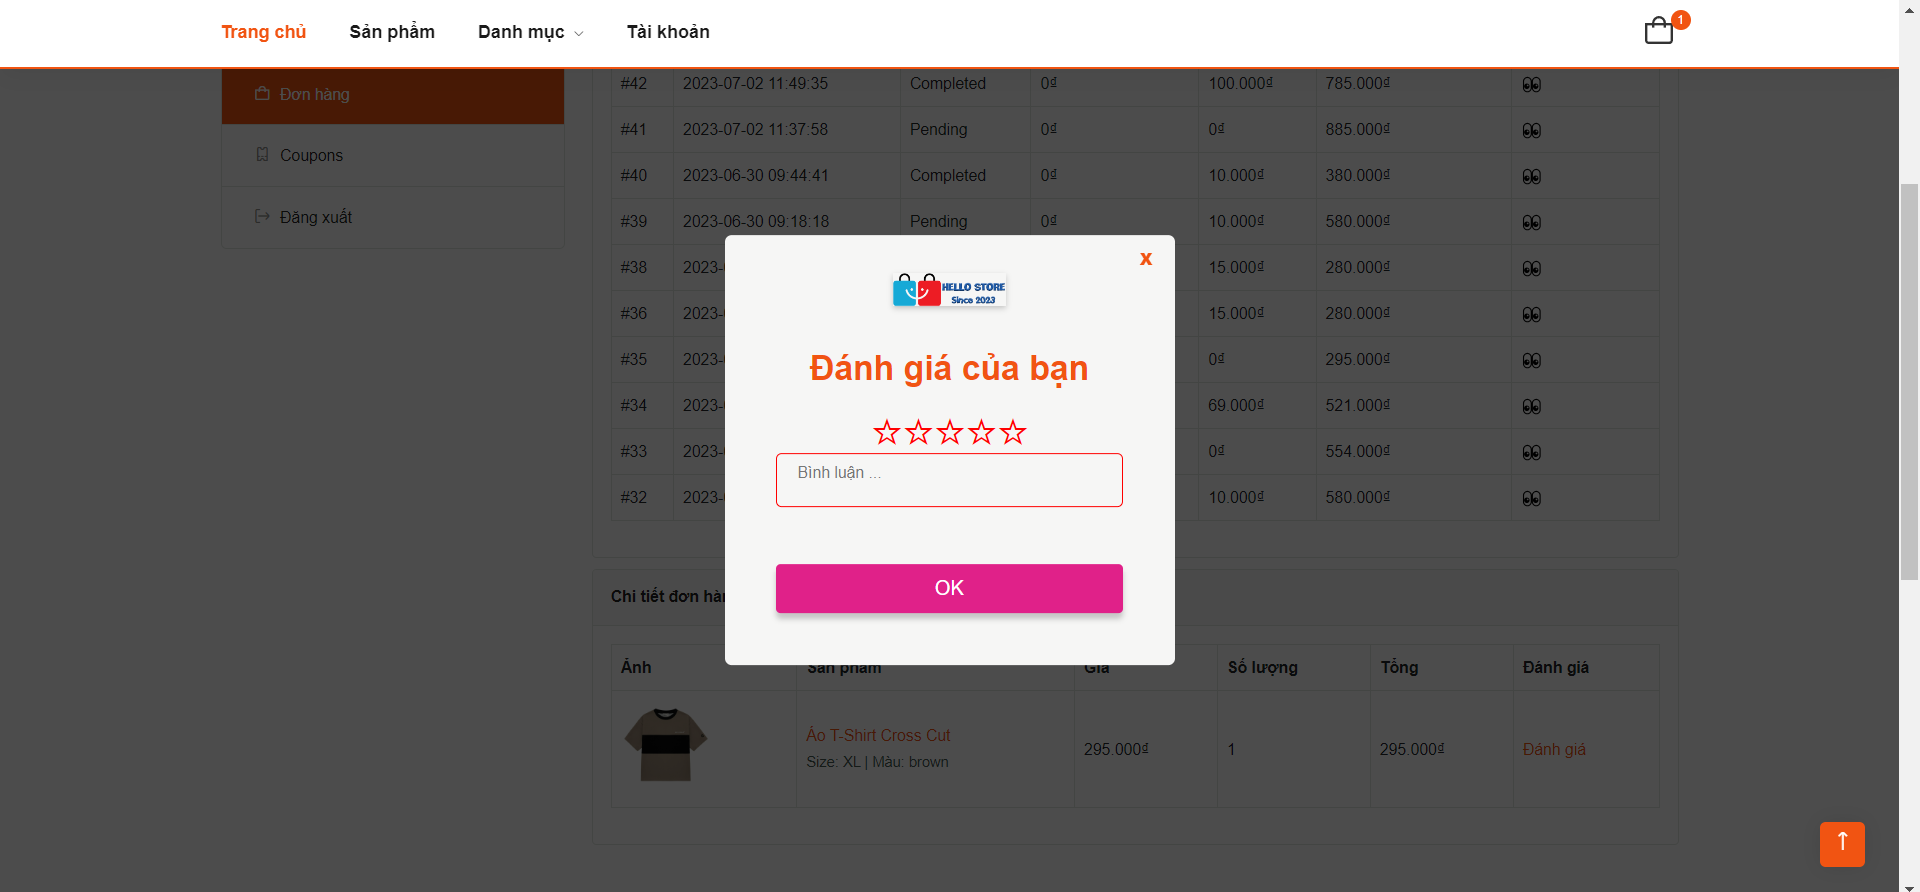 Trang chủ Sản phẩm Danh mục Tài khoản 1
Đơn hàng
Coupons
Đăng xuất
#42 2023-07-02 11:49:35 Completed 0₫ 100.000₫ 785.000₫
#41 2023-07-02 11:37:58 Pending 0₫ 0₫ 885.000₫
#40 2023-06-30 09:44:41 Completed 0₫ 10.000₫ 380.000₫
#39 2023-06-30 09:18:18 Pending 0₫ 10.000₫ 580.000₫
#38 2023- 15.000₫ 280.000₫
#36 2023- 15.000₫ 280.000₫
#35 2023- 0₫ 295.000₫
#34 2023- 69.000₫ 521.000₫
#33 2023- 0₫ 554.000₫
#32 2023- 10.000₫ 580.000₫
x
HELLO STORE
Since 2023
Đánh giá của bạn
Bình luận ...
OK
Chi tiết đơn hàn
Ảnh Sản phẩm Giá Số lượng Tổng Đánh giá
Áo T-Shirt Cross Cut
Size: XL | Màu: brown
295.000₫ 1 295.000₫ Đánh giá